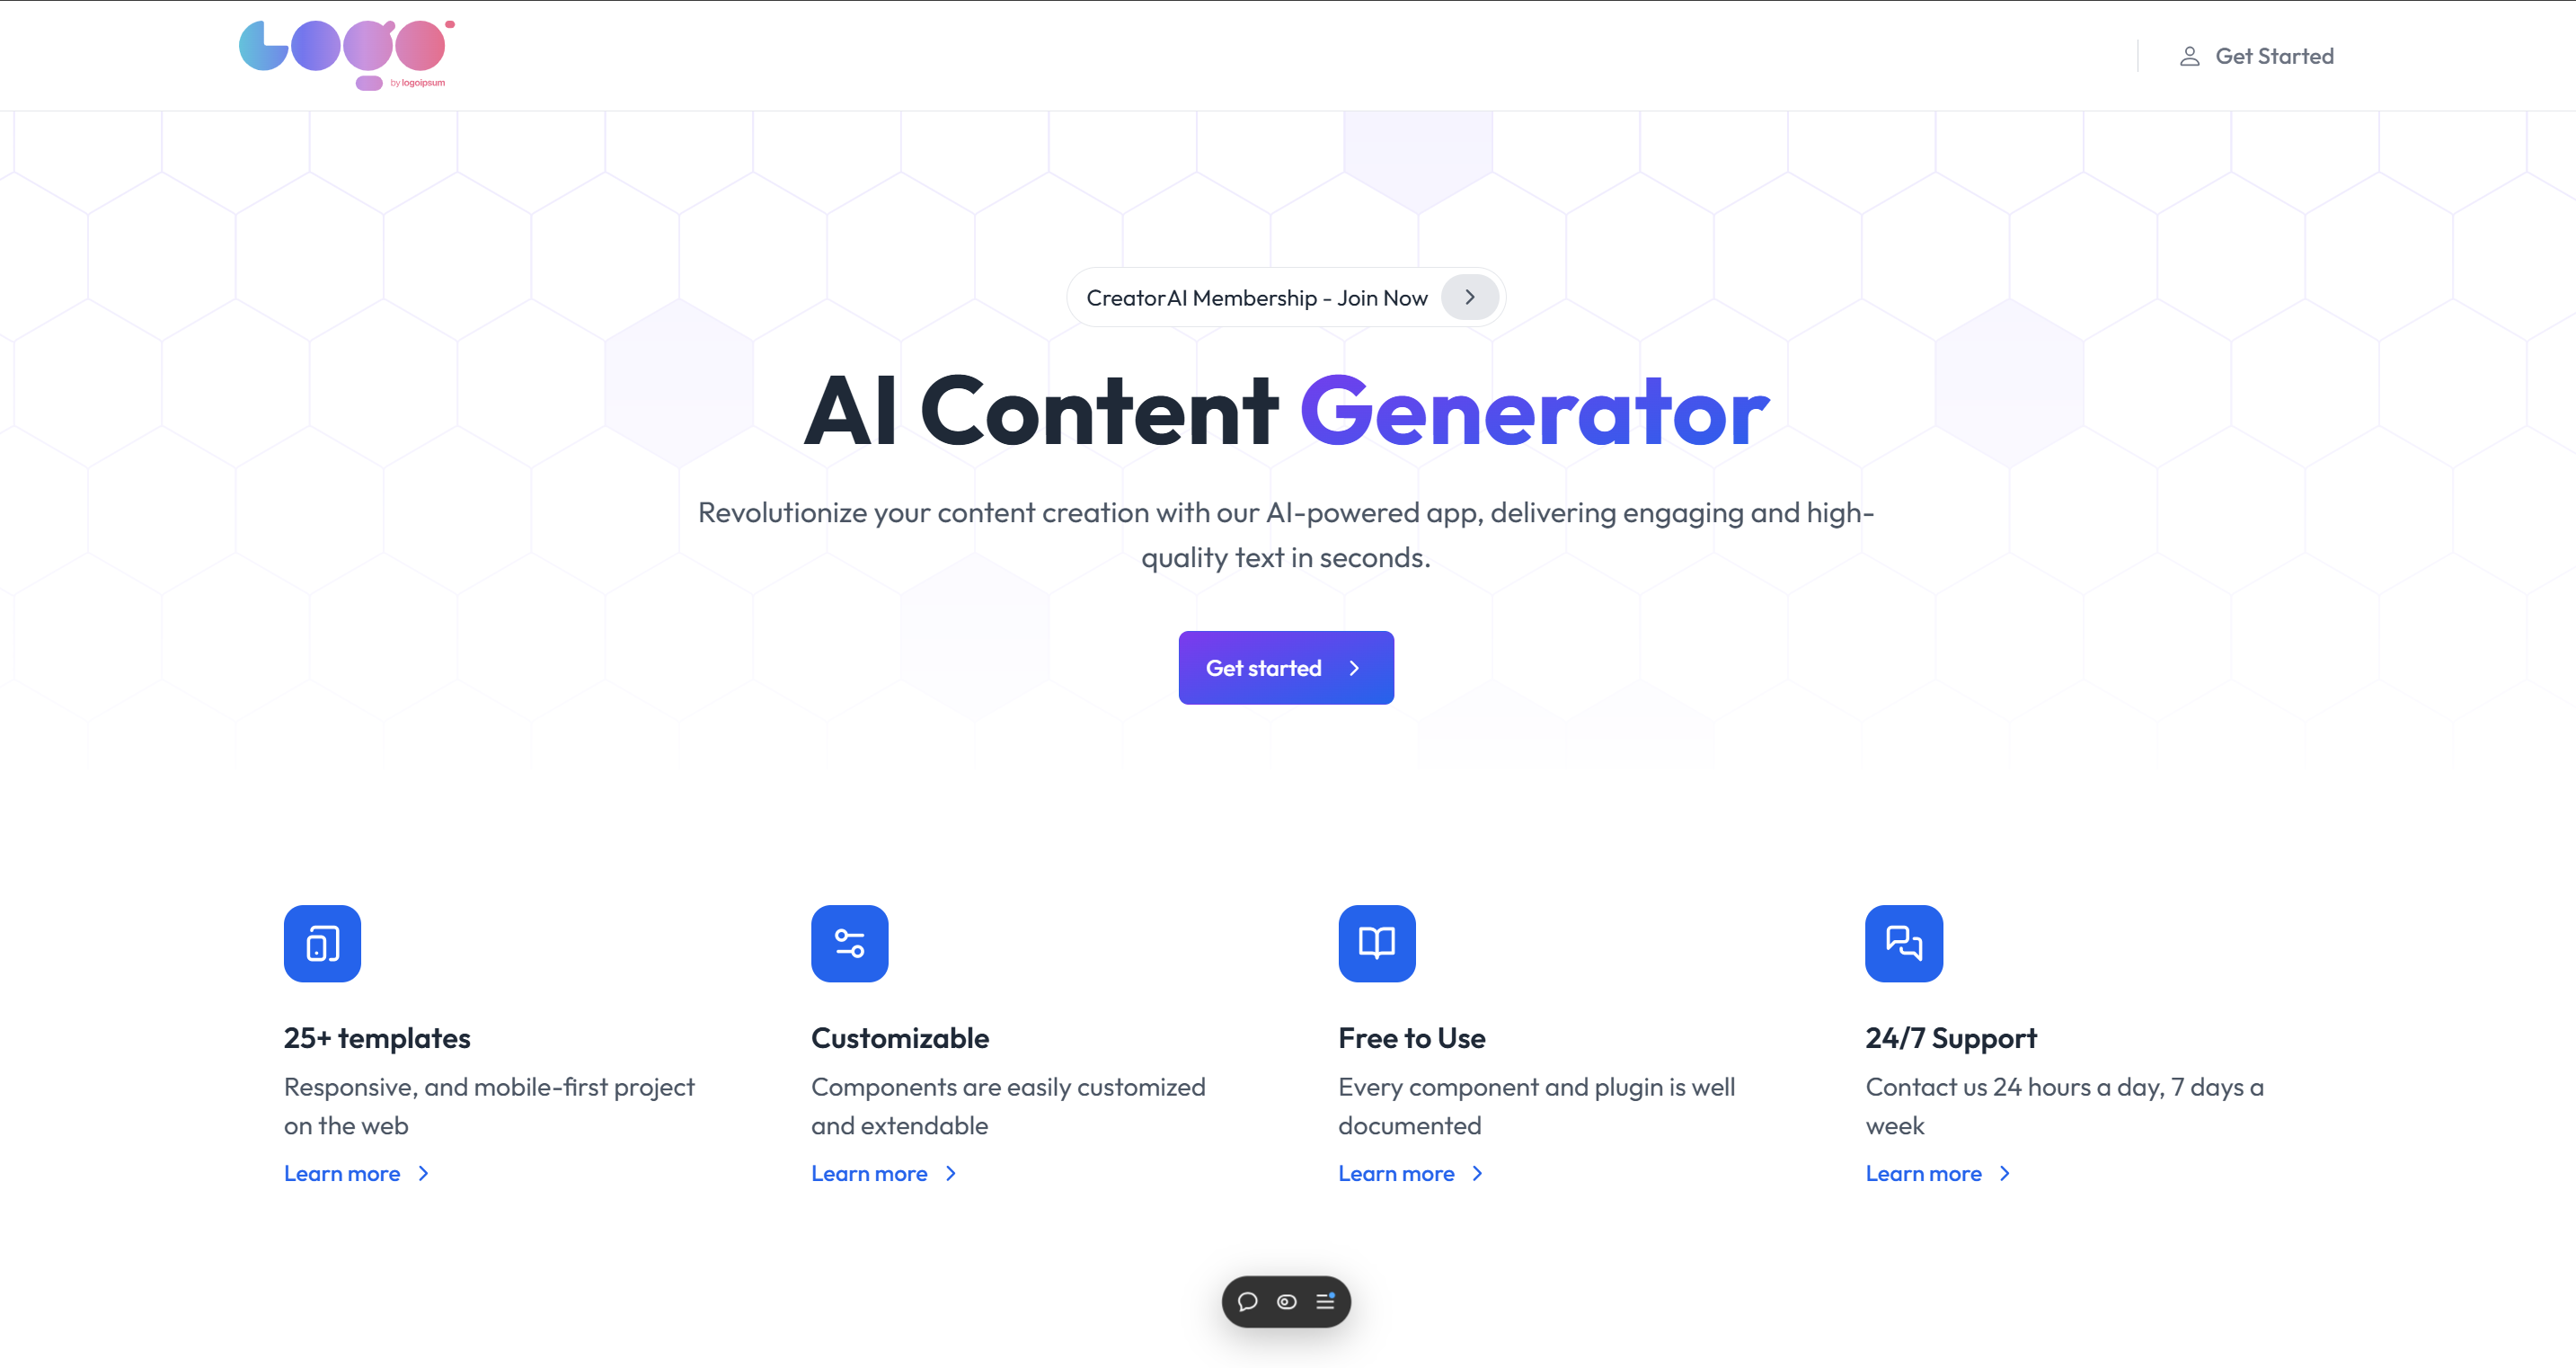 LOGO
by logoipsum
Get Started
CreatorAI Membership - Join Now
AI Content Generator
Revolutionize your content creation with our AI-powered app, delivering engaging and high-
quality text in seconds.
Get started
25+ templates
Responsive, and mobile-first project
on the web
Learn more
Customizable
Components are easily customized
and extendable
Learn more
Free to Use
Every component and plugin is well
documented
Learn more
24/7 Support
Contact us 24 hours a day, 7 days a
week
Learn more